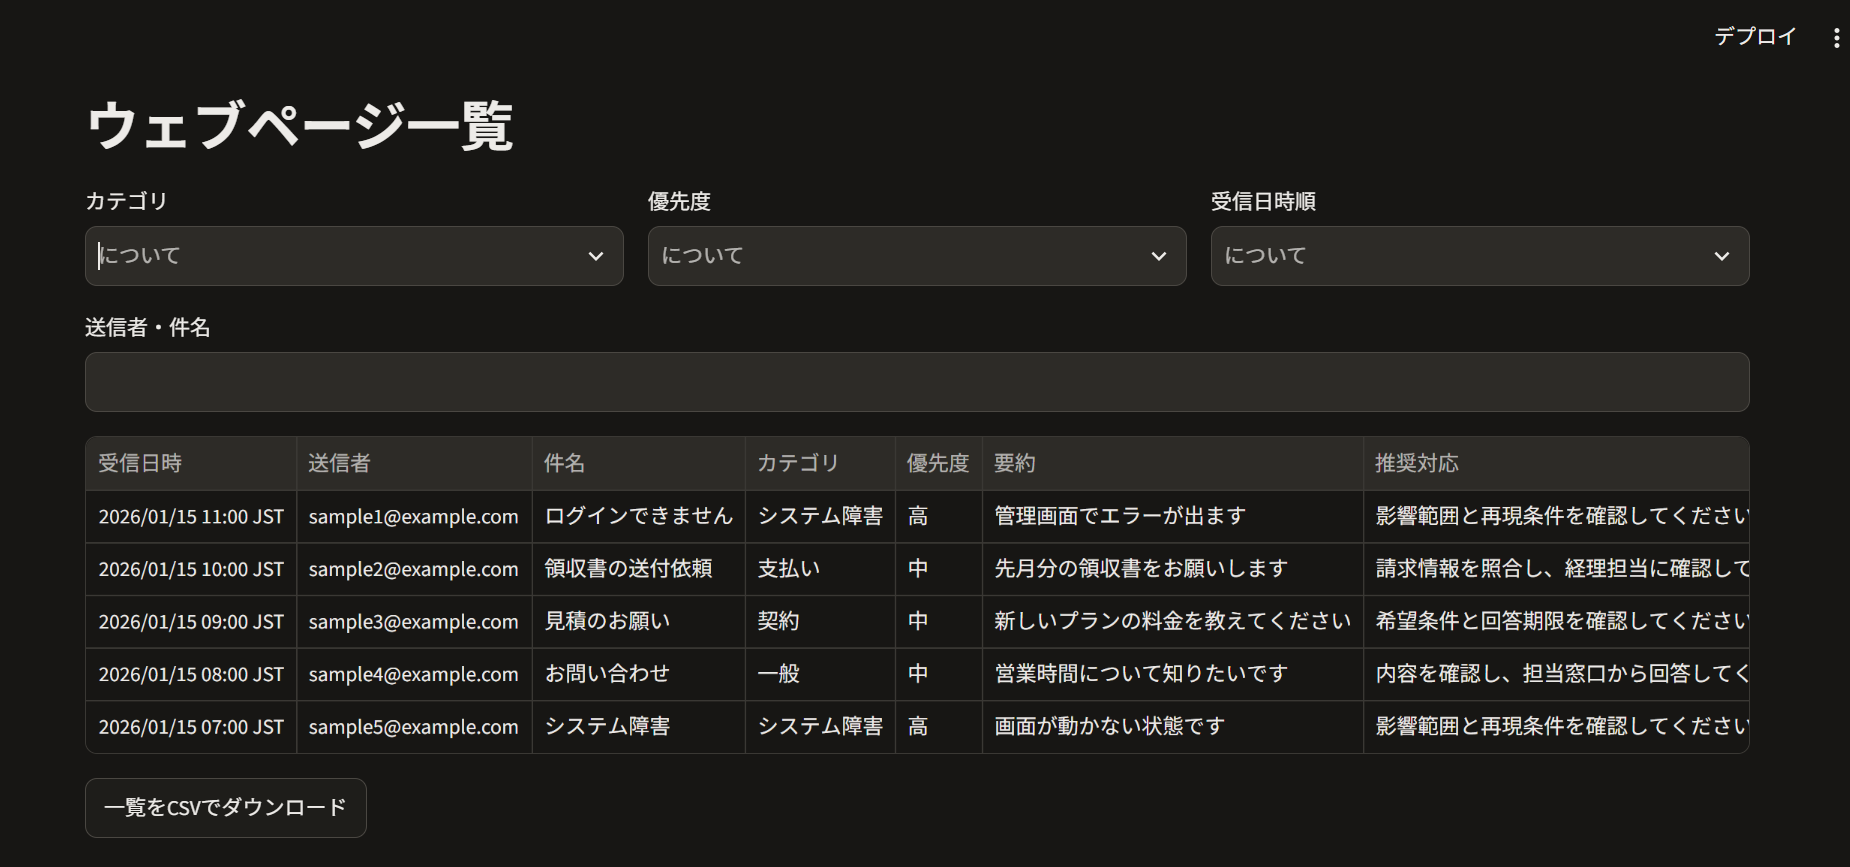 デプロイ
ウェブページ一覧
カテゴリ 優先度 受信日時順
について について について
送信者・件名
受信日時 送信者 件名 カテゴリ 優先度 要約 推奨対応
2026/01/15 11:00 JST sample1@example.com ログインできません システム障害 高 管理画面でエラーが出ます 影響範囲と再現条件を確認してください
2026/01/15 10:00 JST sample2@example.com 領収書の送付依頼 支払い 中 先月分の領収書をお願いします 請求情報を照合し、経理担当に確認して
2026/01/15 09:00 JST sample3@example.com 見積のお願い 契約 中 新しいプランの料金を教えてください 希望条件と回答期限を確認してください
2026/01/15 08:00 JST sample4@example.com お問い合わせ 一般 中 営業時間について知りたいです 内容を確認し、担当窓口から回答してく
2026/01/15 07:00 JST sample5@example.com システム障害 システム障害 高 画面が動かない状態です 影響範囲と再現条件を確認してください
一覧をCSVでダウンロード